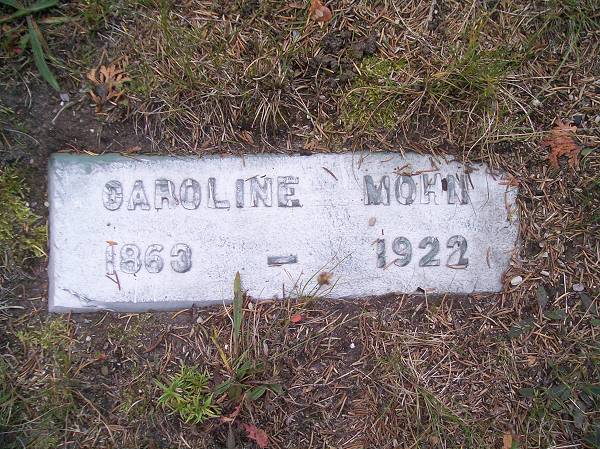 CAROLINE MOHN
1863 - 1922